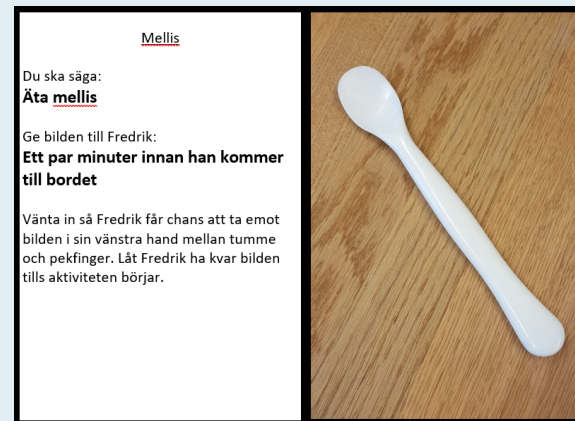 Mellis
Du ska säga:
Äta mellis
Ge bilden till Fredrik:
Ett par minuter innan han kommer
till bordet
Vänta in så Fredrik får chans att ta emot
bilden i sin vänstra hand mellan tumme
och pekfinger. Låt Fredrik ha kvar bilden
tills aktiviteten börjar.